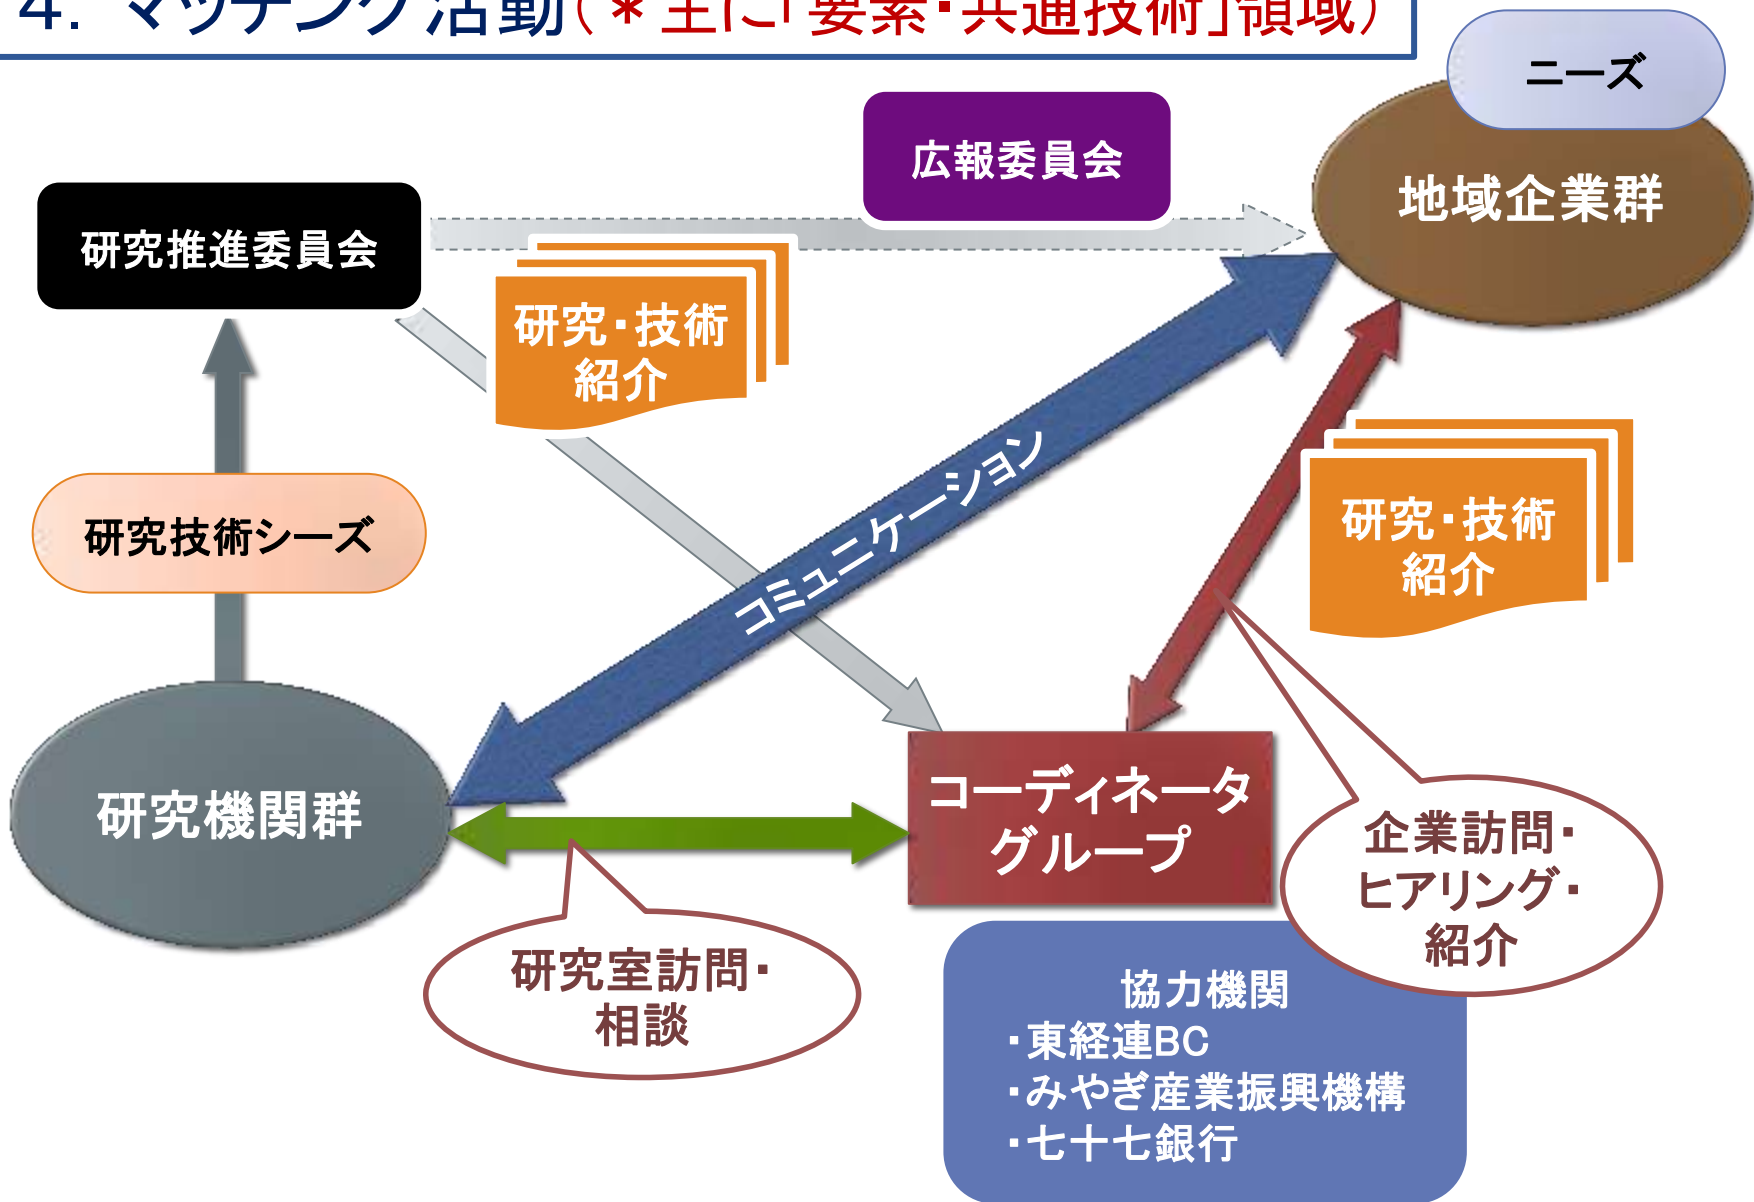 4. マッチング活動(*主に「要素・共通技術」領域)
ニーズ
広報委員会
地域企業群
研究推進委員会
研究・技術
紹介
コミュニケーション
研究・技術
紹介
研究技術シーズ
研究機関群
コーディネータ
グループ
企業訪問・
ヒアリング・
紹介
研究室訪問・
相談
協力機関
・東経連BC
・みやぎ産業振興機構
・七十七銀行